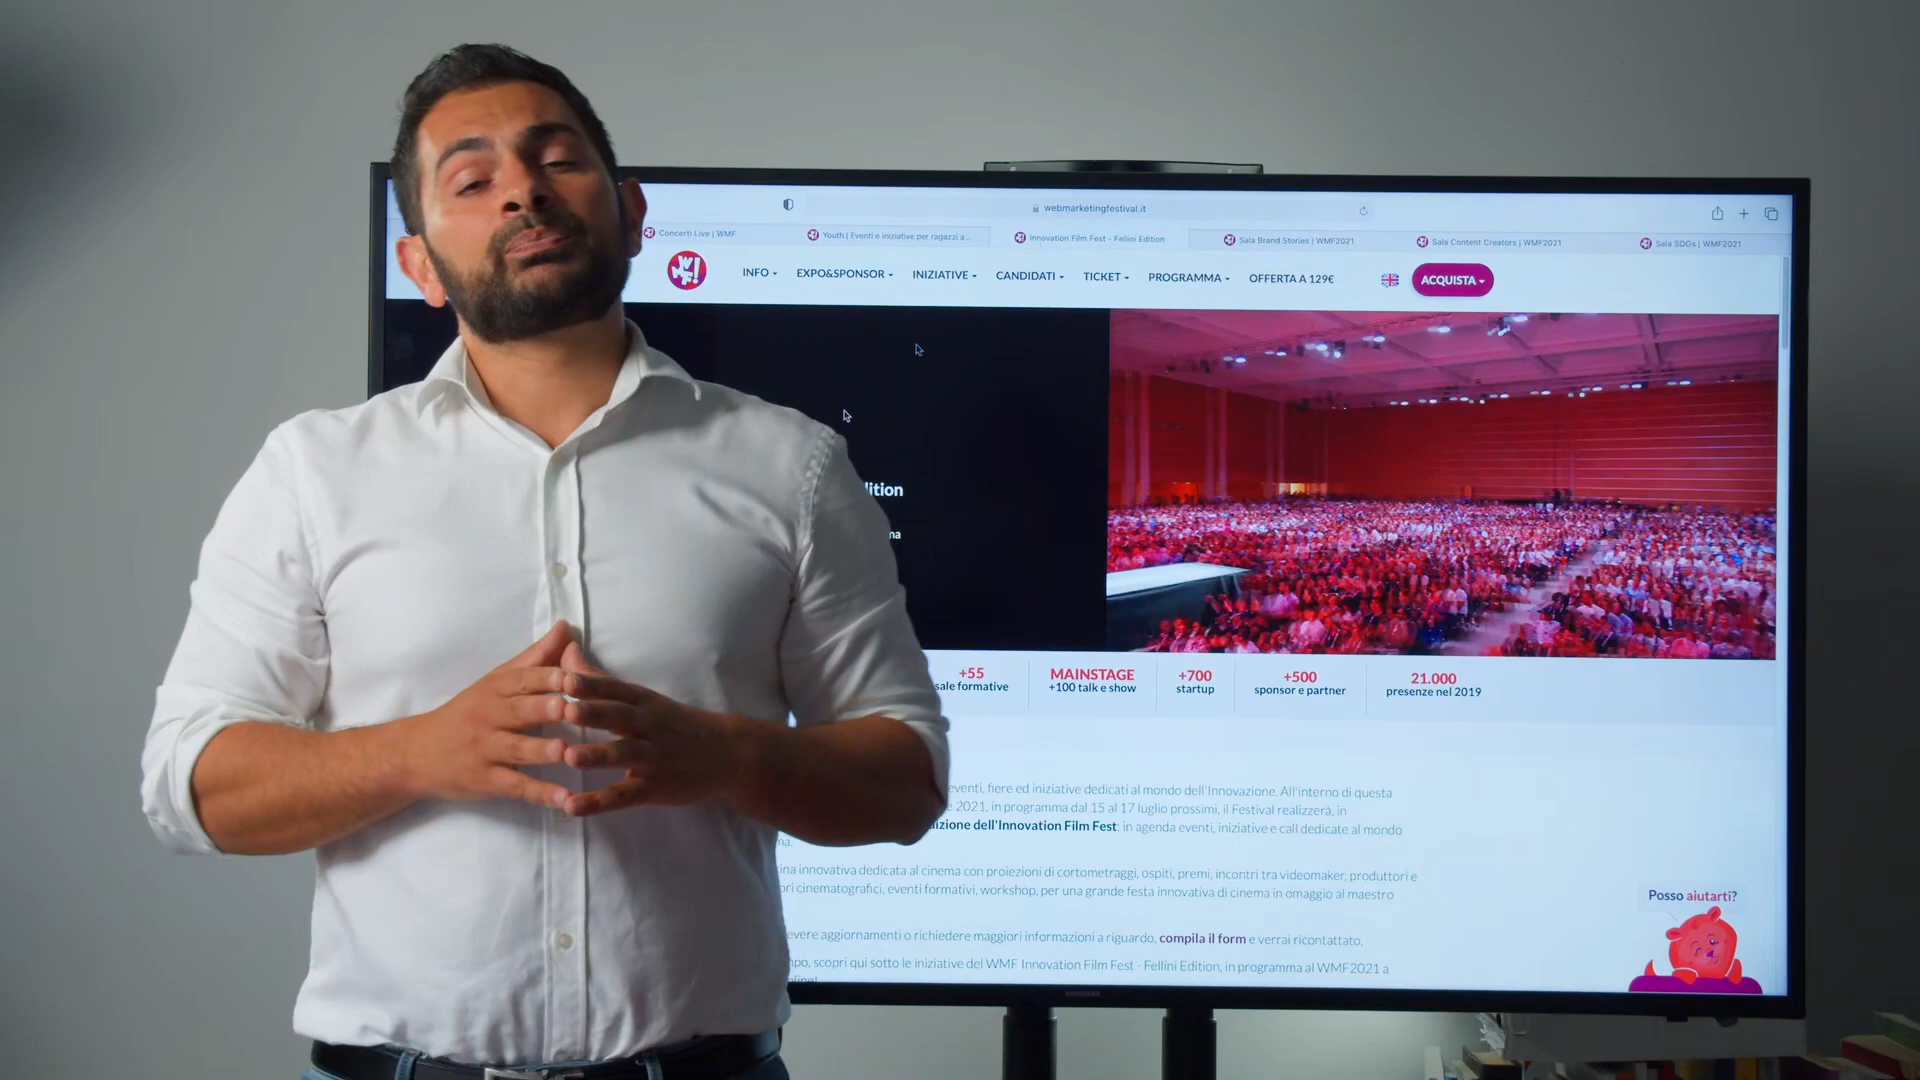 webmarketingfestival.it
Concerti Live | WMF
Youth | Eventi e iniziative per ragazzi a...
Innovation Film Fest - Fellini Edition
Sala Brand Stories | WMF2021
Sala Content Creators | WMF2021
Sala SDGs | WMF2021
WMF!
INFO
EXPO&SPONSOR
INIZIATIVE
CANDIDATI
TICKET
PROGRAMMA
OFFERTA A 129€
ACQUISTA
+55
sale formative
MAINSTAGE
+100 talk e show
+700
startup
+500
sponsor e partner
21.000
presenze nel 2019
eventi, fiere ed iniziative dedicati al mondo dell'Innovazione. All'interno di questa
2021, in programma dal 15 al 17 luglio prossimi, il Festival realizzerà, in
dizione dell'Innovation Film Fest: in agenda eventi, iniziative e call dedicate al mondo
innovativa dedicata al cinema con proiezioni di cortometraggi, ospiti, premi, incontri tra videomaker, produttori e
cinematografici, eventi formativi, workshop, per una grande festa innovativa di cinema in omaggio al maestro
evere aggiornamenti o richiedere maggiori informazioni a riguardo, compila il form e verrai ricontattato.
scopri qui sotto le iniziative del WMF Innovation Film Fest - Fellini Edition, in programma al WMF2021 a
Posso aiutarti?
SAMSUNG